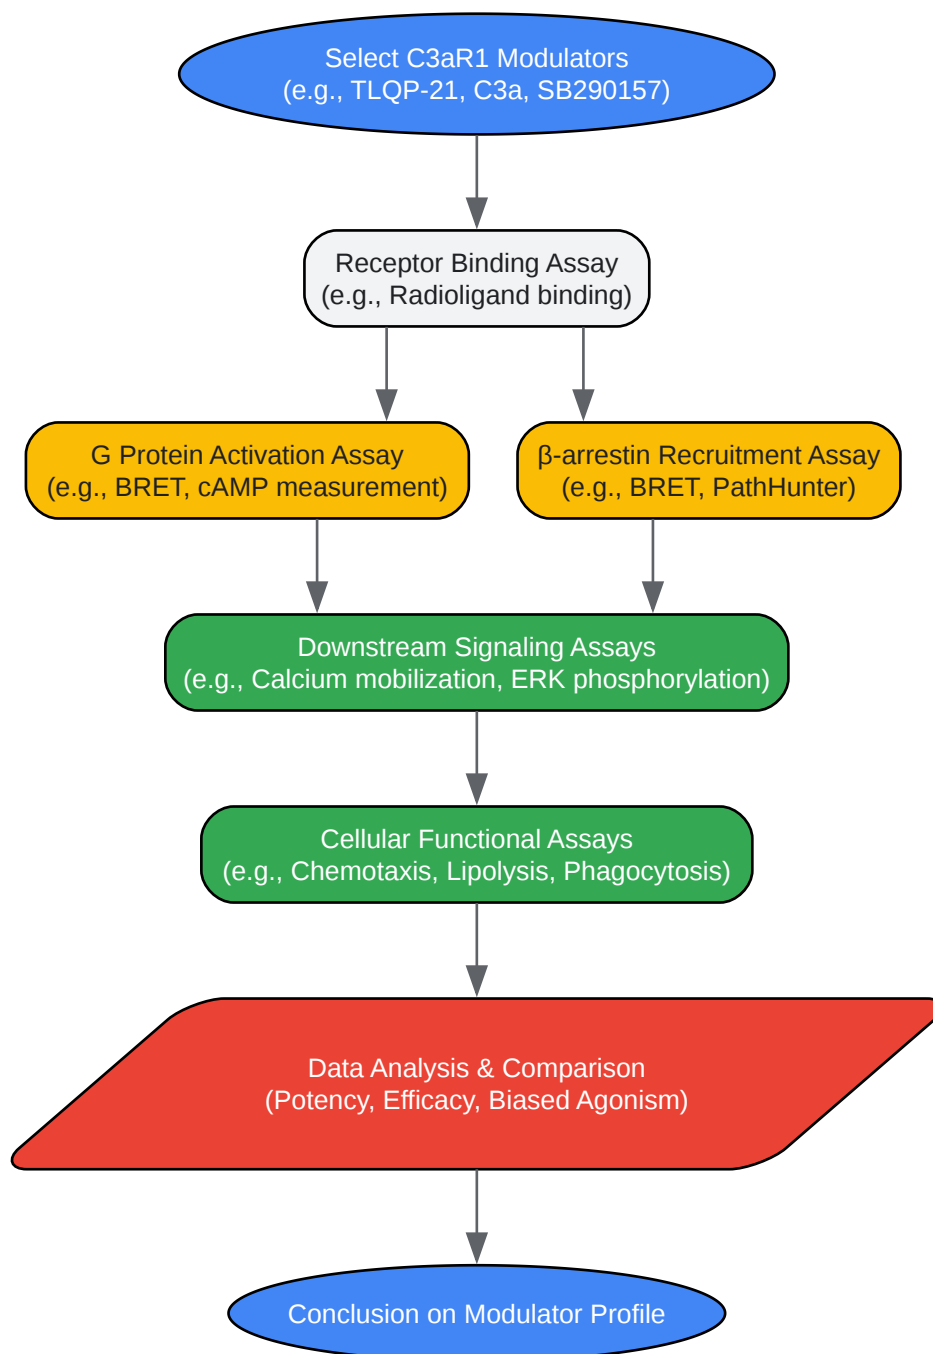 Select C3aR1 Modulators
(e.g., TLQP-21, C3a, SB290157)
Receptor Binding Assay
(e.g., Radioligand binding)
G Protein Activation Assay
(e.g., BRET, cAMP measurement)
β-arrestin Recruitment Assay
(e.g., BRET, PathHunter)
Downstream Signaling Assays
(e.g., Calcium mobilization, ERK phosphorylation)
Cellular Functional Assays
(e.g., Chemotaxis, Lipolysis, Phagocytosis)
Data Analysis & Comparison
(Potency, Efficacy, Biased Agonism)
Conclusion on Modulator Profile